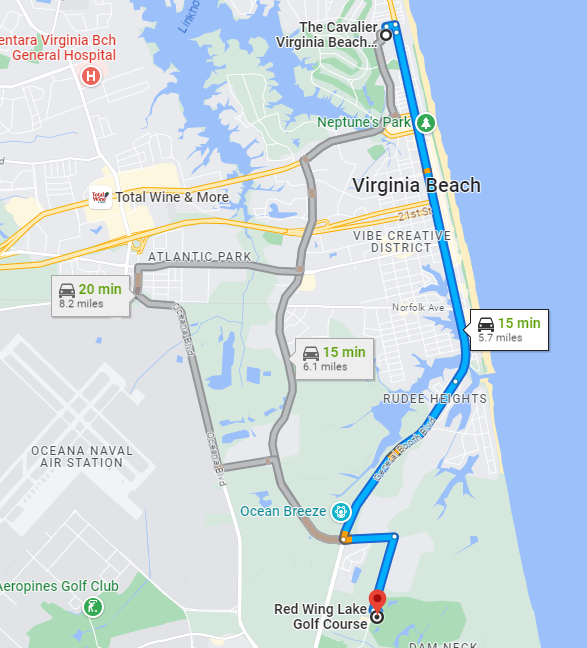 The Cavalier
Virginia Beach...
entara Virginia Bch
General Hospital
H
Neptune's Park
Total Wine & More
Virginia Beach
21st St
VIBE CREATIVE
DISTRICT
ATLANTIC PARK
20 min
8.2 miles
Norfolk Ave
Oceana Blvd
15 min
5.7 miles
15 min
6.1 miles
RUDEE HEIGHTS
OCEANA NAVAL
AIR STATION
Oceana Blvd
General Booth Blvd
Ocean Breeze
Aeropines Golf Club
Red Wing Lake
Golf Course
DAM NECK